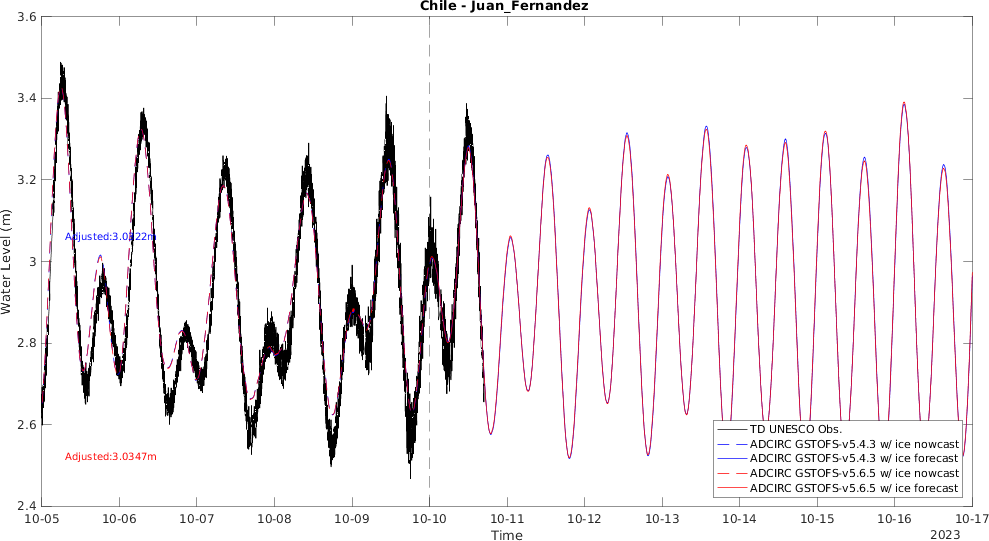 Chile - Juan_Fernandez
Water Level (m)
3.6
3.4
3.2
3
2.8
2.6
2.4
Adjusted:3.0322m
Adjusted:3.0347m
TD UNESCO Obs.
ADCIRC GSTOFS-v5.4.3 w/ ice nowcast
ADCIRC GSTOFS-v5.4.3 w/ ice forecast
ADCIRC GSTOFS-v5.6.5 w/ ice nowcast
ADCIRC GSTOFS-v5.6.5 w/ ice forecast
10-05 10-06 10-07 10-08 10-09 10-10 10-11 10-12 10-13 10-14 10-15 10-16 10-17
Time
2023